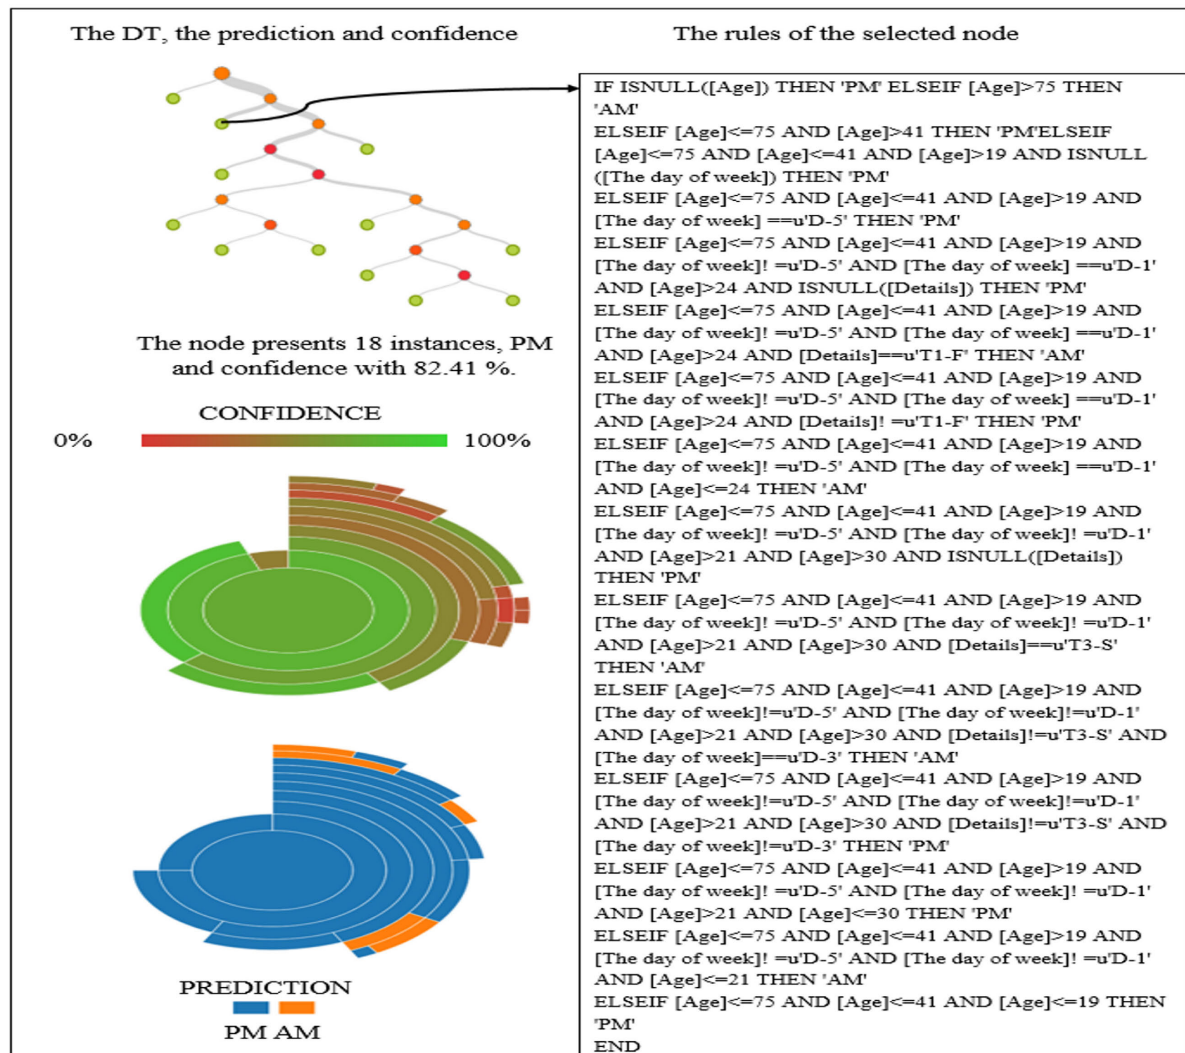 The DT, the prediction and confidence
The rules of the selected node
IF ISNULL([Age]) THEN 'PM' ELSEIF [Age]>75 THEN
'AM'
ELSEIF [Age]<=75 AND [Age]>41 THEN 'PM'ELSEIF
[Age]<=75 AND [Age]<=41 AND [Age]>19 AND ISNULL
([The day of week]) THEN 'PM'
ELSEIF [Age]<=75 AND [Age]<=41 AND [Age]>19 AND
[The day of week] ==u'D-5' THEN 'PM'
ELSEIF [Age]<=75 AND [Age]<=41 AND [Age]>19 AND
[The day of week]! =u'D-5' AND [The day of week] ==u'D-1'
AND [Age]>24 AND ISNULL([Details]) THEN 'PM'
ELSEIF [Age]<=75 AND [Age]<=41 AND [Age]>19 AND
[The day of week]! =u'D-5' AND [The day of week] ==u'D-1'
AND [Age]>24 AND [Details]==u'T1-F' THEN 'AM'
ELSEIF [Age]<=75 AND [Age]<=41 AND [Age]>19 AND
[The day of week]! =u'D-5' AND [The day of week] ==u'D-1'
AND [Age]>24 AND [Details]! =u'T1-F' THEN 'PM'
ELSEIF [Age]<=75 AND [Age]<=41 AND [Age]>19 AND
[The day of week]! =u'D-5' AND [The day of week] ==u'D-1'
AND [Age]<=24 THEN 'AM'
ELSEIF [Age]<=75 AND [Age]<=41 AND [Age]>19 AND
[The day of week]! =u'D-5' AND [The day of week]! =u'D-1'
AND [Age]>21 AND [Age]>30 AND ISNULL([Details])
THEN 'PM'
ELSEIF [Age]<=75 AND [Age]<=41 AND [Age]>19 AND
[The day of week]! =u'D-5' AND [The day of week]! =u'D-1'
AND [Age]>21 AND [Age]>30 AND [Details]==u'T3-S'
THEN 'AM'
ELSEIF [Age]<=75 AND [Age]<=41 AND [Age]>19 AND
[The day of week]!=u'D-5' AND [The day of week]!=u'D-1'
AND [Age]>21 AND [Age]>30 AND [Details]!=u'T3-S' AND
[The day of week]==u'D-3' THEN 'AM'
ELSEIF [Age]<=75 AND [Age]<=41 AND [Age]>19 AND
[The day of week]!=u'D-5' AND [The day of week]!=u'D-1'
AND [Age]>21 AND [Age]>30 AND [Details]!=u'T3-S' AND
[The day of week]!=u'D-3' THEN 'PM'
ELSEIF [Age]<=75 AND [Age]<=41 AND [Age]>19 AND
[The day of week]! =u'D-5' AND [The day of week]! =u'D-1'
AND [Age]>21 AND [Age]<=30 THEN 'PM'
ELSEIF [Age]<=75 AND [Age]<=41 AND [Age]>19 AND
[The day of week]! =u'D-5' AND [The day of week]! =u'D-1'
AND [Age]<=21 THEN 'AM'
ELSEIF [Age]<=75 AND [Age]<=41 AND [Age]<=19 THEN
'PM'
END
The node presents 18 instances, PM
and confidence with 82.41 %.
CONFIDENCE
0% 100%
PREDICTION
PM AM